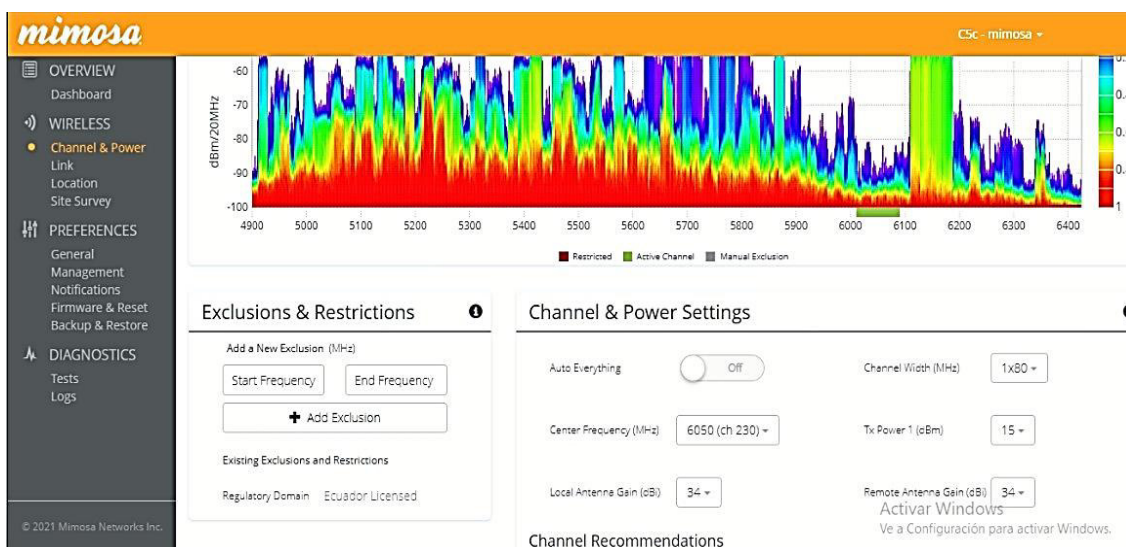 mimosa
C5c - mimosa
OVERVIEW
Dashboard
WIRELESS
Channel & Power
Link
Location
Site Survey
PREFERENCES
General
Management
Notifications
Firmware & Reset
Backup & Restore
DIAGNOSTICS
Tests
Logs
© 2021 Mimosa Networks Inc.
dBm/20MHz
-60
-70
-80
-90
-100
4900 5000 5100 5200 5300 5400 5500 5600 5700 5800 5900 6000 6100 6200 6300 6400
1
Restricted Active Channel Manual Exclusion
Exclusions & Restrictions
Add a New Exclusion (MHz)
Start Frequency End Frequency
+ Add Exclusion
Existing Exclusions and Restrictions
Regulatory Domain Ecuador Licensed
Channel & Power Settings
Auto Everything Off Channel Width (MHz) 1x80
Center Frequency (MHz) 6050 (ch 230) Tx Power 1 (dBm) 15
Local Antenna Gain (dBi) 34 Remote Antenna Gain (dBi) 34
Channel Recommendations
Activar Windows
Ve a Configuración para activar Windows.